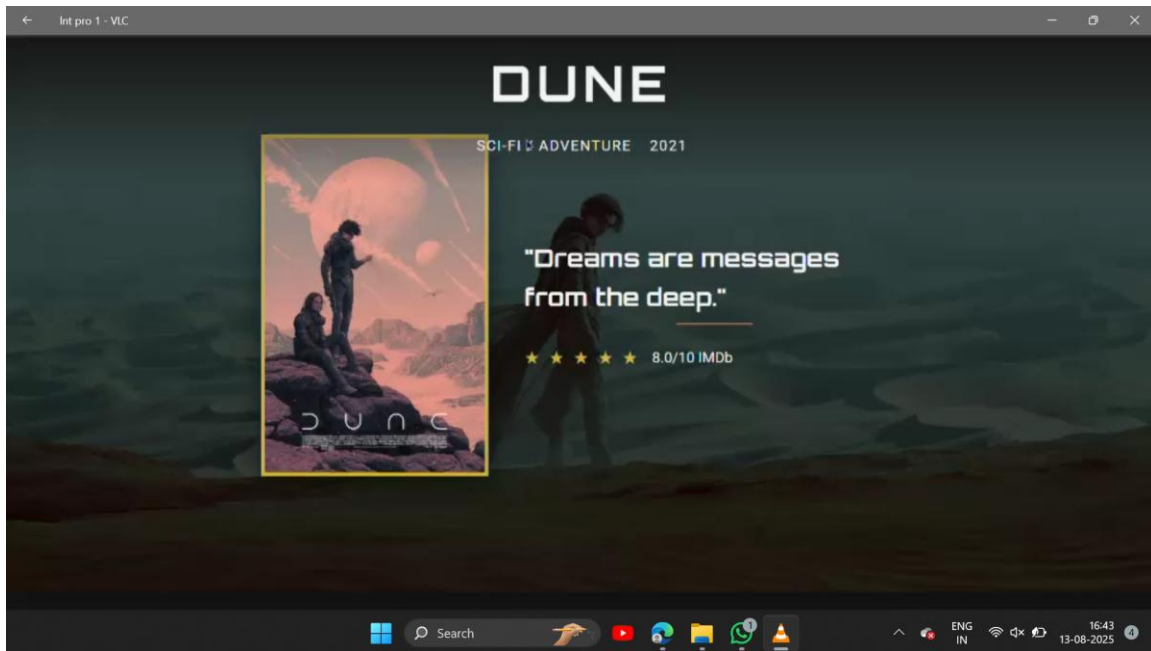 Int pro 1 - VLC
DUNE
SCI-FI ADVENTURE 2021
"Dreams are messages
from the deep."
8.0/10 IMDb
DUNE
Search
1
ENG
IN
16:43
13-08-2025
4